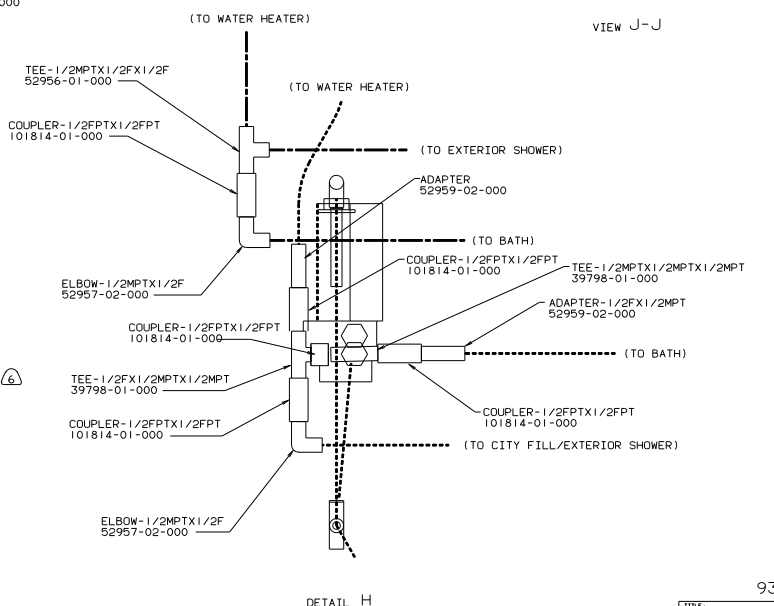 000
(TO WATER HEATER)
VIEW J-J
TEE-1/2MPTX1/2FX1/2F
52956-01-000
(TO WATER HEATER)
COUPLER-1/2FPTX1/2FPT
101814-01-000
(TO EXTERIOR SHOWER)
ADAPTER
52959-02-000
(TO BATH)
COUPLER-1/2FPTX1/2FPT
101814-01-000
TEE-1/2MPTX1/2MPTX1/2MPT
39798-01-000
ELBOW-1/2MPTX1/2F
52957-02-000
ADAPTER-1/2FX1/2MPT
52959-02-000
COUPLER-1/2FPTX1/2FPT
101814-01-000
(TO BATH)
6
TEE-1/2FX1/2MPTX1/2MPT
39798-01-000
COUPLER-1/2FPTX1/2FPT
101814-01-000
COUPLER-1/2FPTX1/2FPT
101814-01-000
(TO CITY FILL/EXTERIOR SHOWER)
ELBOW-1/2MPTX1/2F
52957-02-000
93
DETAIL H